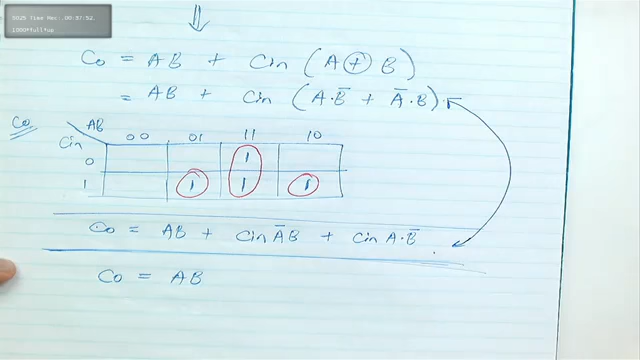 Co = AB + Cin (A ⊕ B)
= AB + Cin (A·B̅ + A̅·B)
Co
AB
Cin
00 01 11 10
0 1
1 1 1 1
Co = AB + Cin A̅B + Cin A·B̅
Co = AB